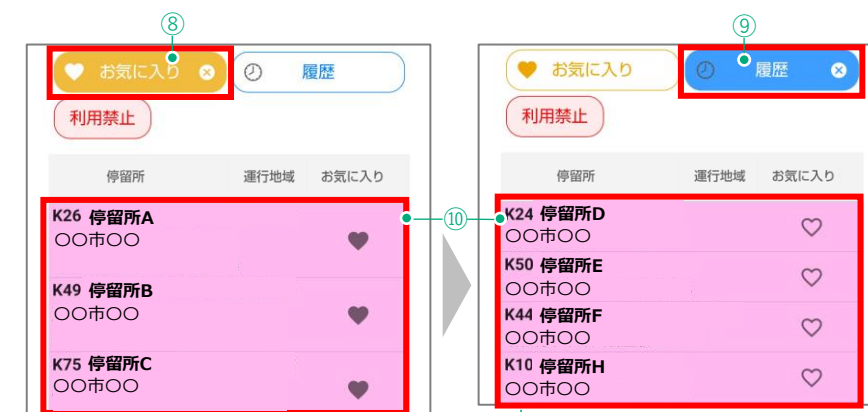 ⑧
お気に入り
履歴
利用禁止
停留所 運行地域 お気に入り
K26 停留所A
〇〇市〇〇
K49 停留所B
〇〇市〇〇
K75 停留所C
〇〇市〇〇
⑩
⑨
お気に入り
履歴
利用禁止
停留所 運行地域 お気に入り
K24 停留所D
〇〇市〇〇
K50 停留所E
〇〇市〇〇
K44 停留所F
〇〇市〇〇
K10 停留所H
〇〇市〇〇